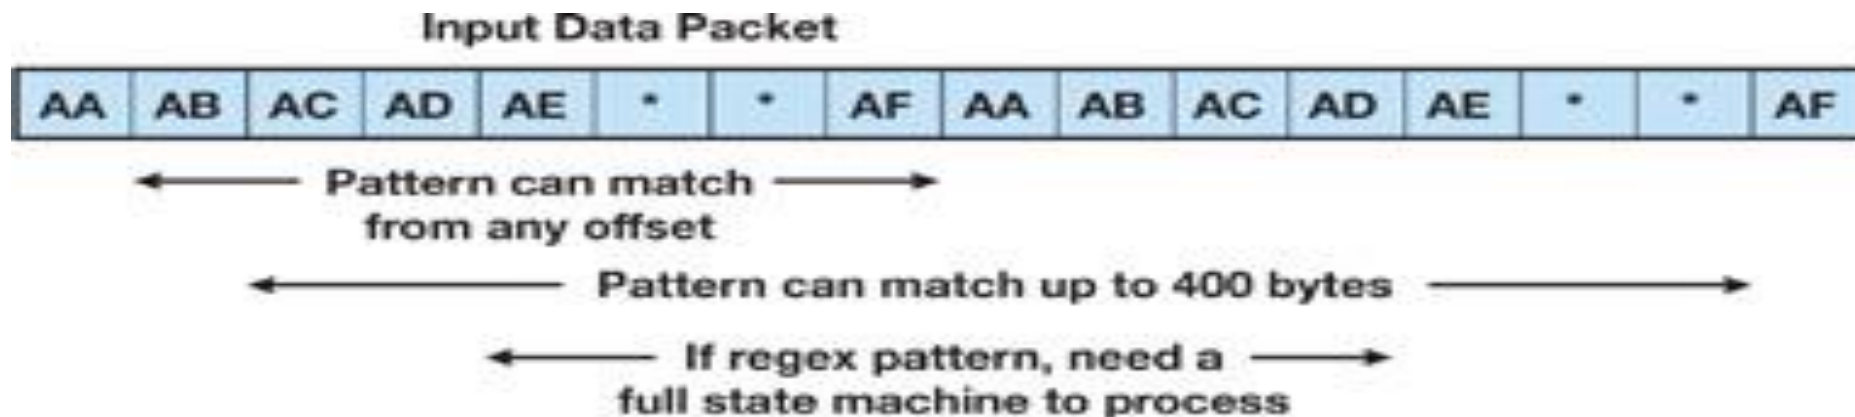 Input Data Packet
AA AB AC AD AE * * AF AA AB AC AD AE * * AF
Pattern can match
from any offset
Pattern can match up to 400 bytes
If regex pattern, need a
full state machine to process